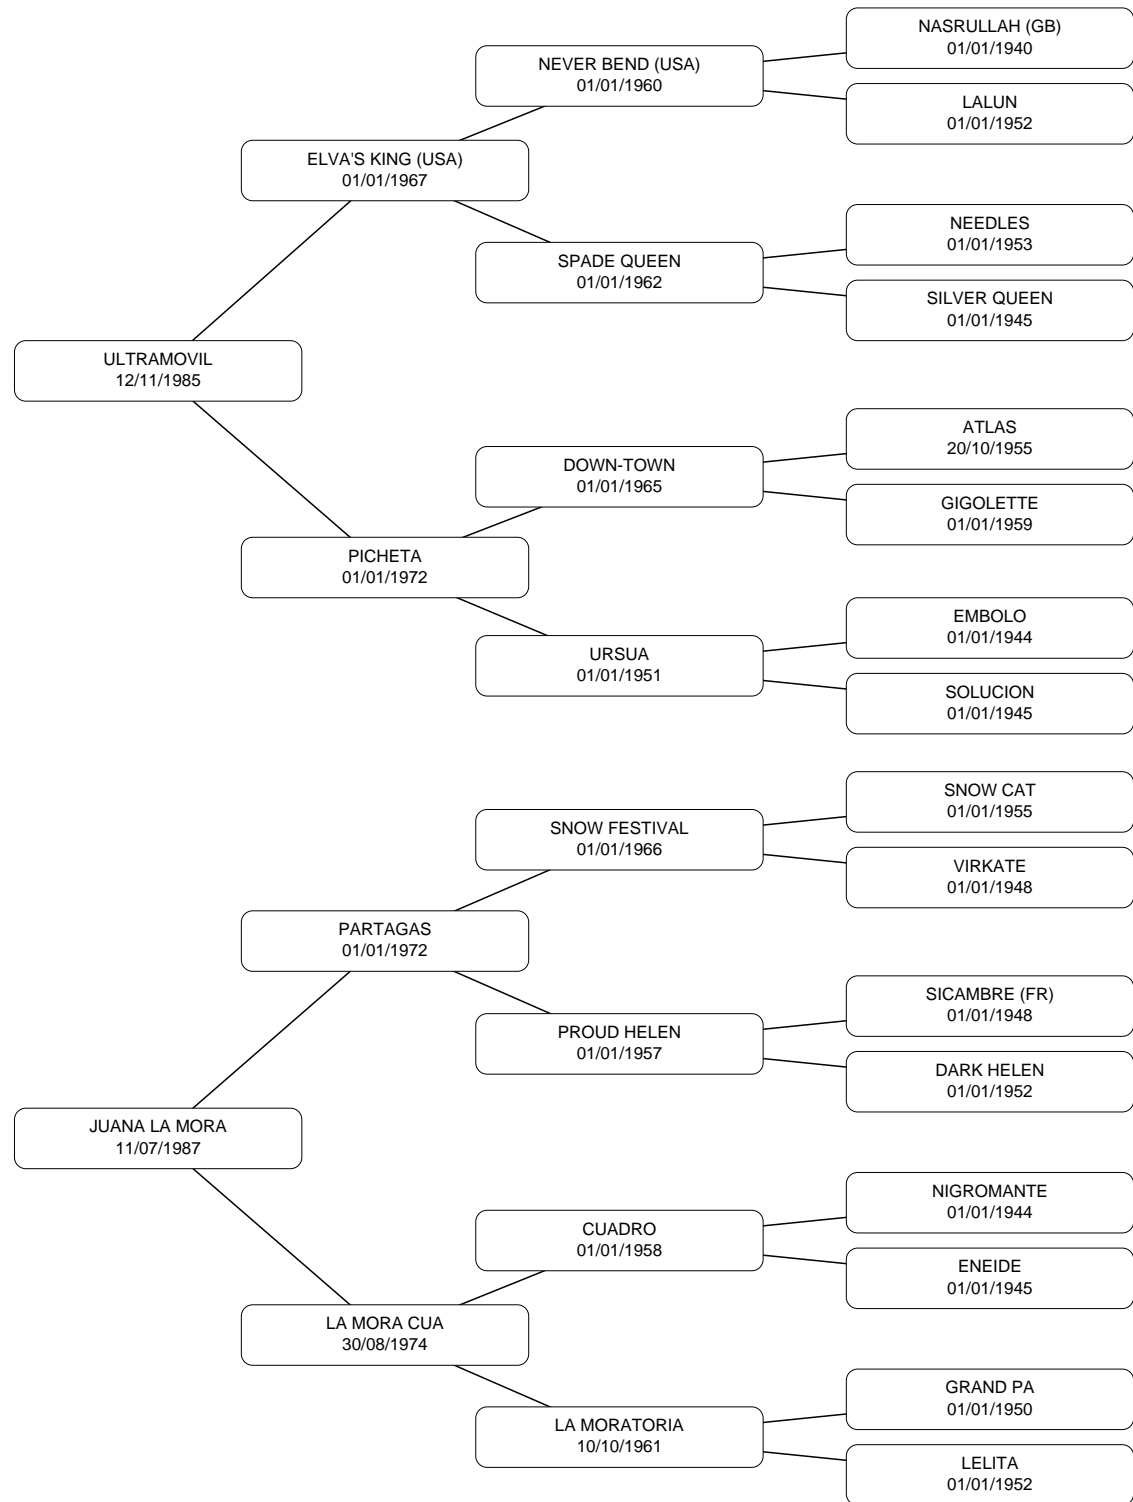 NASRULLAH (GB)
01/01/1940
NEVER BEND (USA)
01/01/1960
LALUN
01/01/1952
ELVA'S KING (USA)
01/01/1967
NEEDLES
01/01/1953
SPADE QUEEN
01/01/1962
SILVER QUEEN
01/01/1945
ULTRAMOVIL
12/11/1985
ATLAS
20/10/1955
DOWN-TOWN
01/01/1965
GIGOLETTE
01/01/1959
PICHETA
01/01/1972
EMBOLO
01/01/1944
URSUA
01/01/1951
SOLUCION
01/01/1945
SNOW CAT
01/01/1955
SNOW FESTIVAL
01/01/1966
VIRKATE
01/01/1948
PARTAGAS
01/01/1972
SICAMBRE (FR)
01/01/1948
PROUD HELEN
01/01/1957
DARK HELEN
01/01/1952
JUANA LA MORA
11/07/1987
NIGROMANTE
01/01/1944
CUADRO
01/01/1958
ENEIDE
01/01/1945
LA MORA CUA
30/08/1974
GRAND PA
01/01/1950
LA MORATORIA
10/10/1961
LELITA
01/01/1952